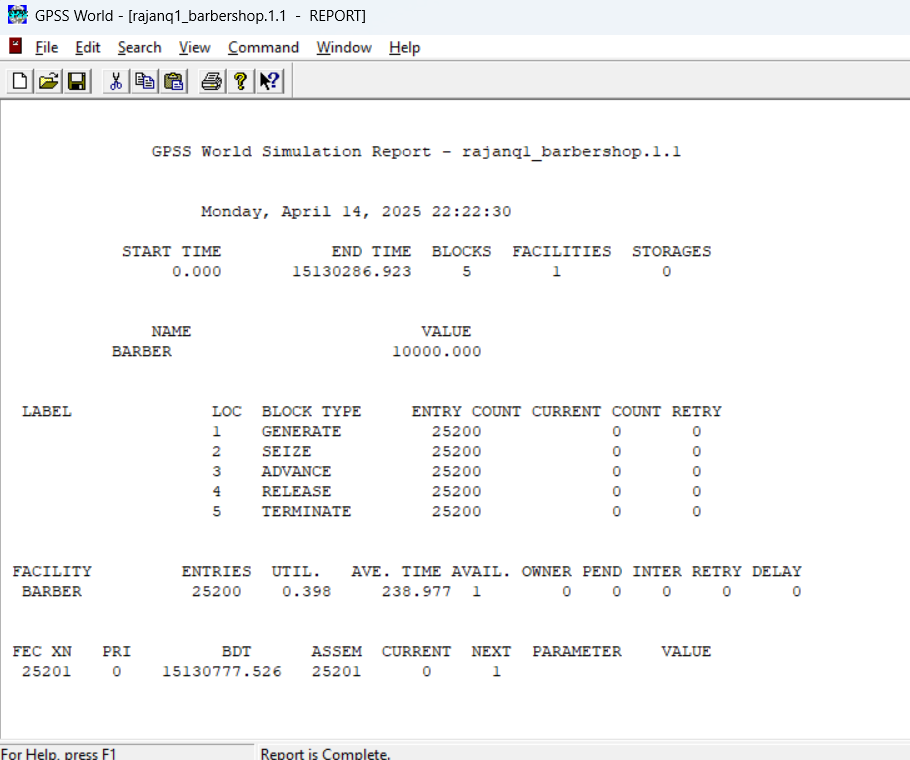 GPSS World - [rajanq1_barbershop.1.1 - REPORT]
File Edit Search View Command Window Help
GPSS World Simulation Report - rajanq1_barbershop.1.1
Monday, April 14, 2025 22:22:30
START TIME END TIME BLOCKS FACILITIES STORAGES
0.000 15130286.923 5 1 0
NAME VALUE
BARBER 10000.000
LABEL LOC BLOCK TYPE ENTRY COUNT CURRENT COUNT RETRY
1 GENERATE 25200 0 0
2 SEIZE 25200 0 0
3 ADVANCE 25200 0 0
4 RELEASE 25200 0 0
5 TERMINATE 25200 0 0
FACILITY ENTRIES UTIL. AVE. TIME AVAIL. OWNER PEND INTER RETRY DELAY
BARBER 25200 0.398 238.977 1 0 0 0 0 0
FEC XN PRI BDT ASSEM CURRENT NEXT PARAMETER VALUE
25201 0 15130777.526 25201 0 1
For Help, press F1 Report is Complete.